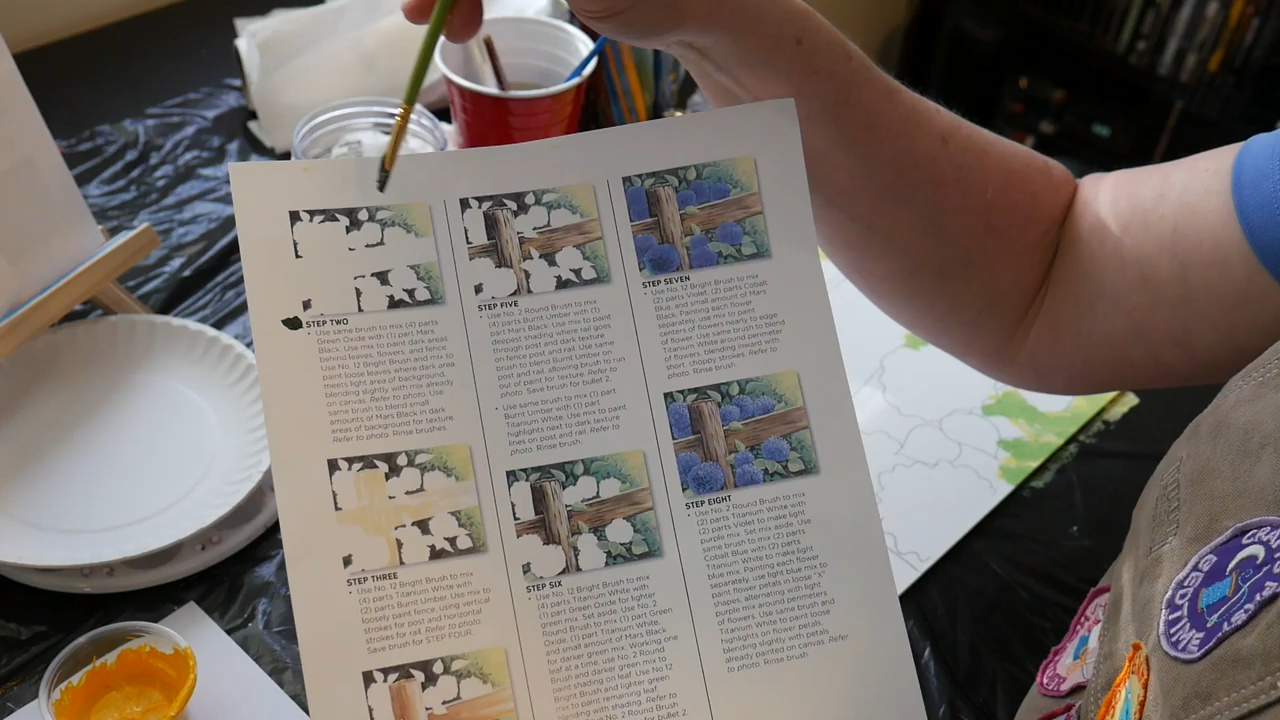 STEP TWO
• Use same brush to mix (4) parts
Green Oxide with (1) part Mars
Black. Use mix to paint dark areas
behind leaves, flowers, and fence.
Use No. 12 Bright Brush and mix to
paint loose leaves where dark area
meets light area of background,
blending slightly with mix already
on canvas. Refer to photo. Use
same brush to blend small
amounts of Mars Black in dark
areas of background for texture.
Refer to photo. Rinse brushes.
STEP THREE
• Use No. 12 Bright Brush to mix
(4) parts Titanium White with
(2) parts Burnt Umber. Use mix to
loosely paint fence, using vertical
strokes for post and horizontal
strokes for rail. Refer to photo.
Save brush for STEP FOUR.
STEP FIVE
• Use No. 2 Round Brush to mix
(4) parts Burnt Umber with (1)
part Mars Black. Use mix to paint
deepest shading where rail goes
through post and dark texture
on fence post and rail. Use same
brush to blend Burnt Umber on
post and rail, allowing brush to run
out of paint for texture. Refer to
photo. Save brush for bullet 2.
• Use same brush to mix (1) part
Burnt Umber with (1) part
Titanium White. Use mix to paint
highlights next to dark texture
lines on post and rail. Refer to
photo. Rinse brush.
STEP SIX
• Use No. 12 Bright Brush to mix
(4) parts Titanium White with
(1) part Green Oxide for lighter
green mix. Set aside. Use No. 2
Round Brush to mix (1) part Green
Oxide, (1) part Titanium White,
and small amount of Mars Black
for darker green mix. Working one
leaf at a time, use No. 2 Round
Brush and darker green mix to
paint shading on leaf. Use No 12
Bright Brush and lighter green
mix to paint remaining leaf,
blending with shading. Refer to
photo. Save No. 2 Round Brush
for bullet 2.
STEP SEVEN
• Use No. 12 Bright Brush to mix
(2) parts Violet, (2) parts Cobalt
Blue, and small amount of Mars
Black. Painting each flower
separately, use mix to paint
centers of flowers nearly to edge
of flower. Use same brush to blend
Titanium White around perimeter
of flowers, blending inward with
short, choppy strokes. Refer to
photo. Rinse brush.
STEP EIGHT
• Use No. 2 Round Brush to mix
(2) parts Titanium White with
(2) parts Violet to make light
purple mix. Set mix aside. Use
same brush to mix (2) parts
Cobalt Blue with (2) parts
Titanium White to make light
blue mix. Painting each flower
separately, use light blue mix to
paint flower petals in loose "X"
shapes, alternating with light
purple mix around perimeters
of flowers. Use same brush and
Titanium White to paint loose
highlights on flower petals,
blending slightly with petals
already painted on canvas. Refer
to photo. Rinse brush.
BEDTIME